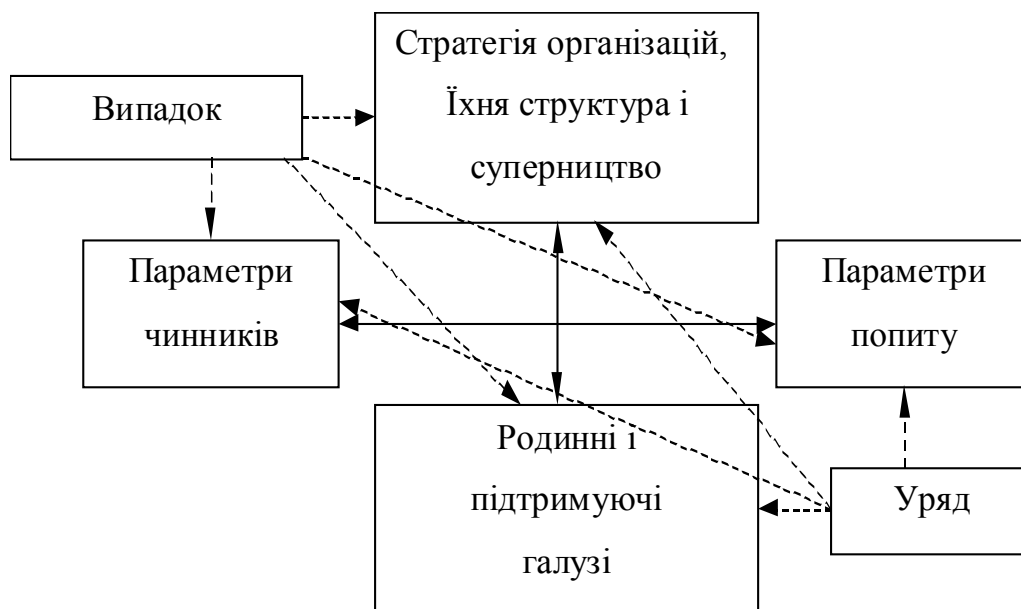 Стратегія організацій,
Їхня структура і
суперництво
Випадок
Параметри
чинників
Параметри
попиту
Родинні і
підтримуючі
галузі
Уряд